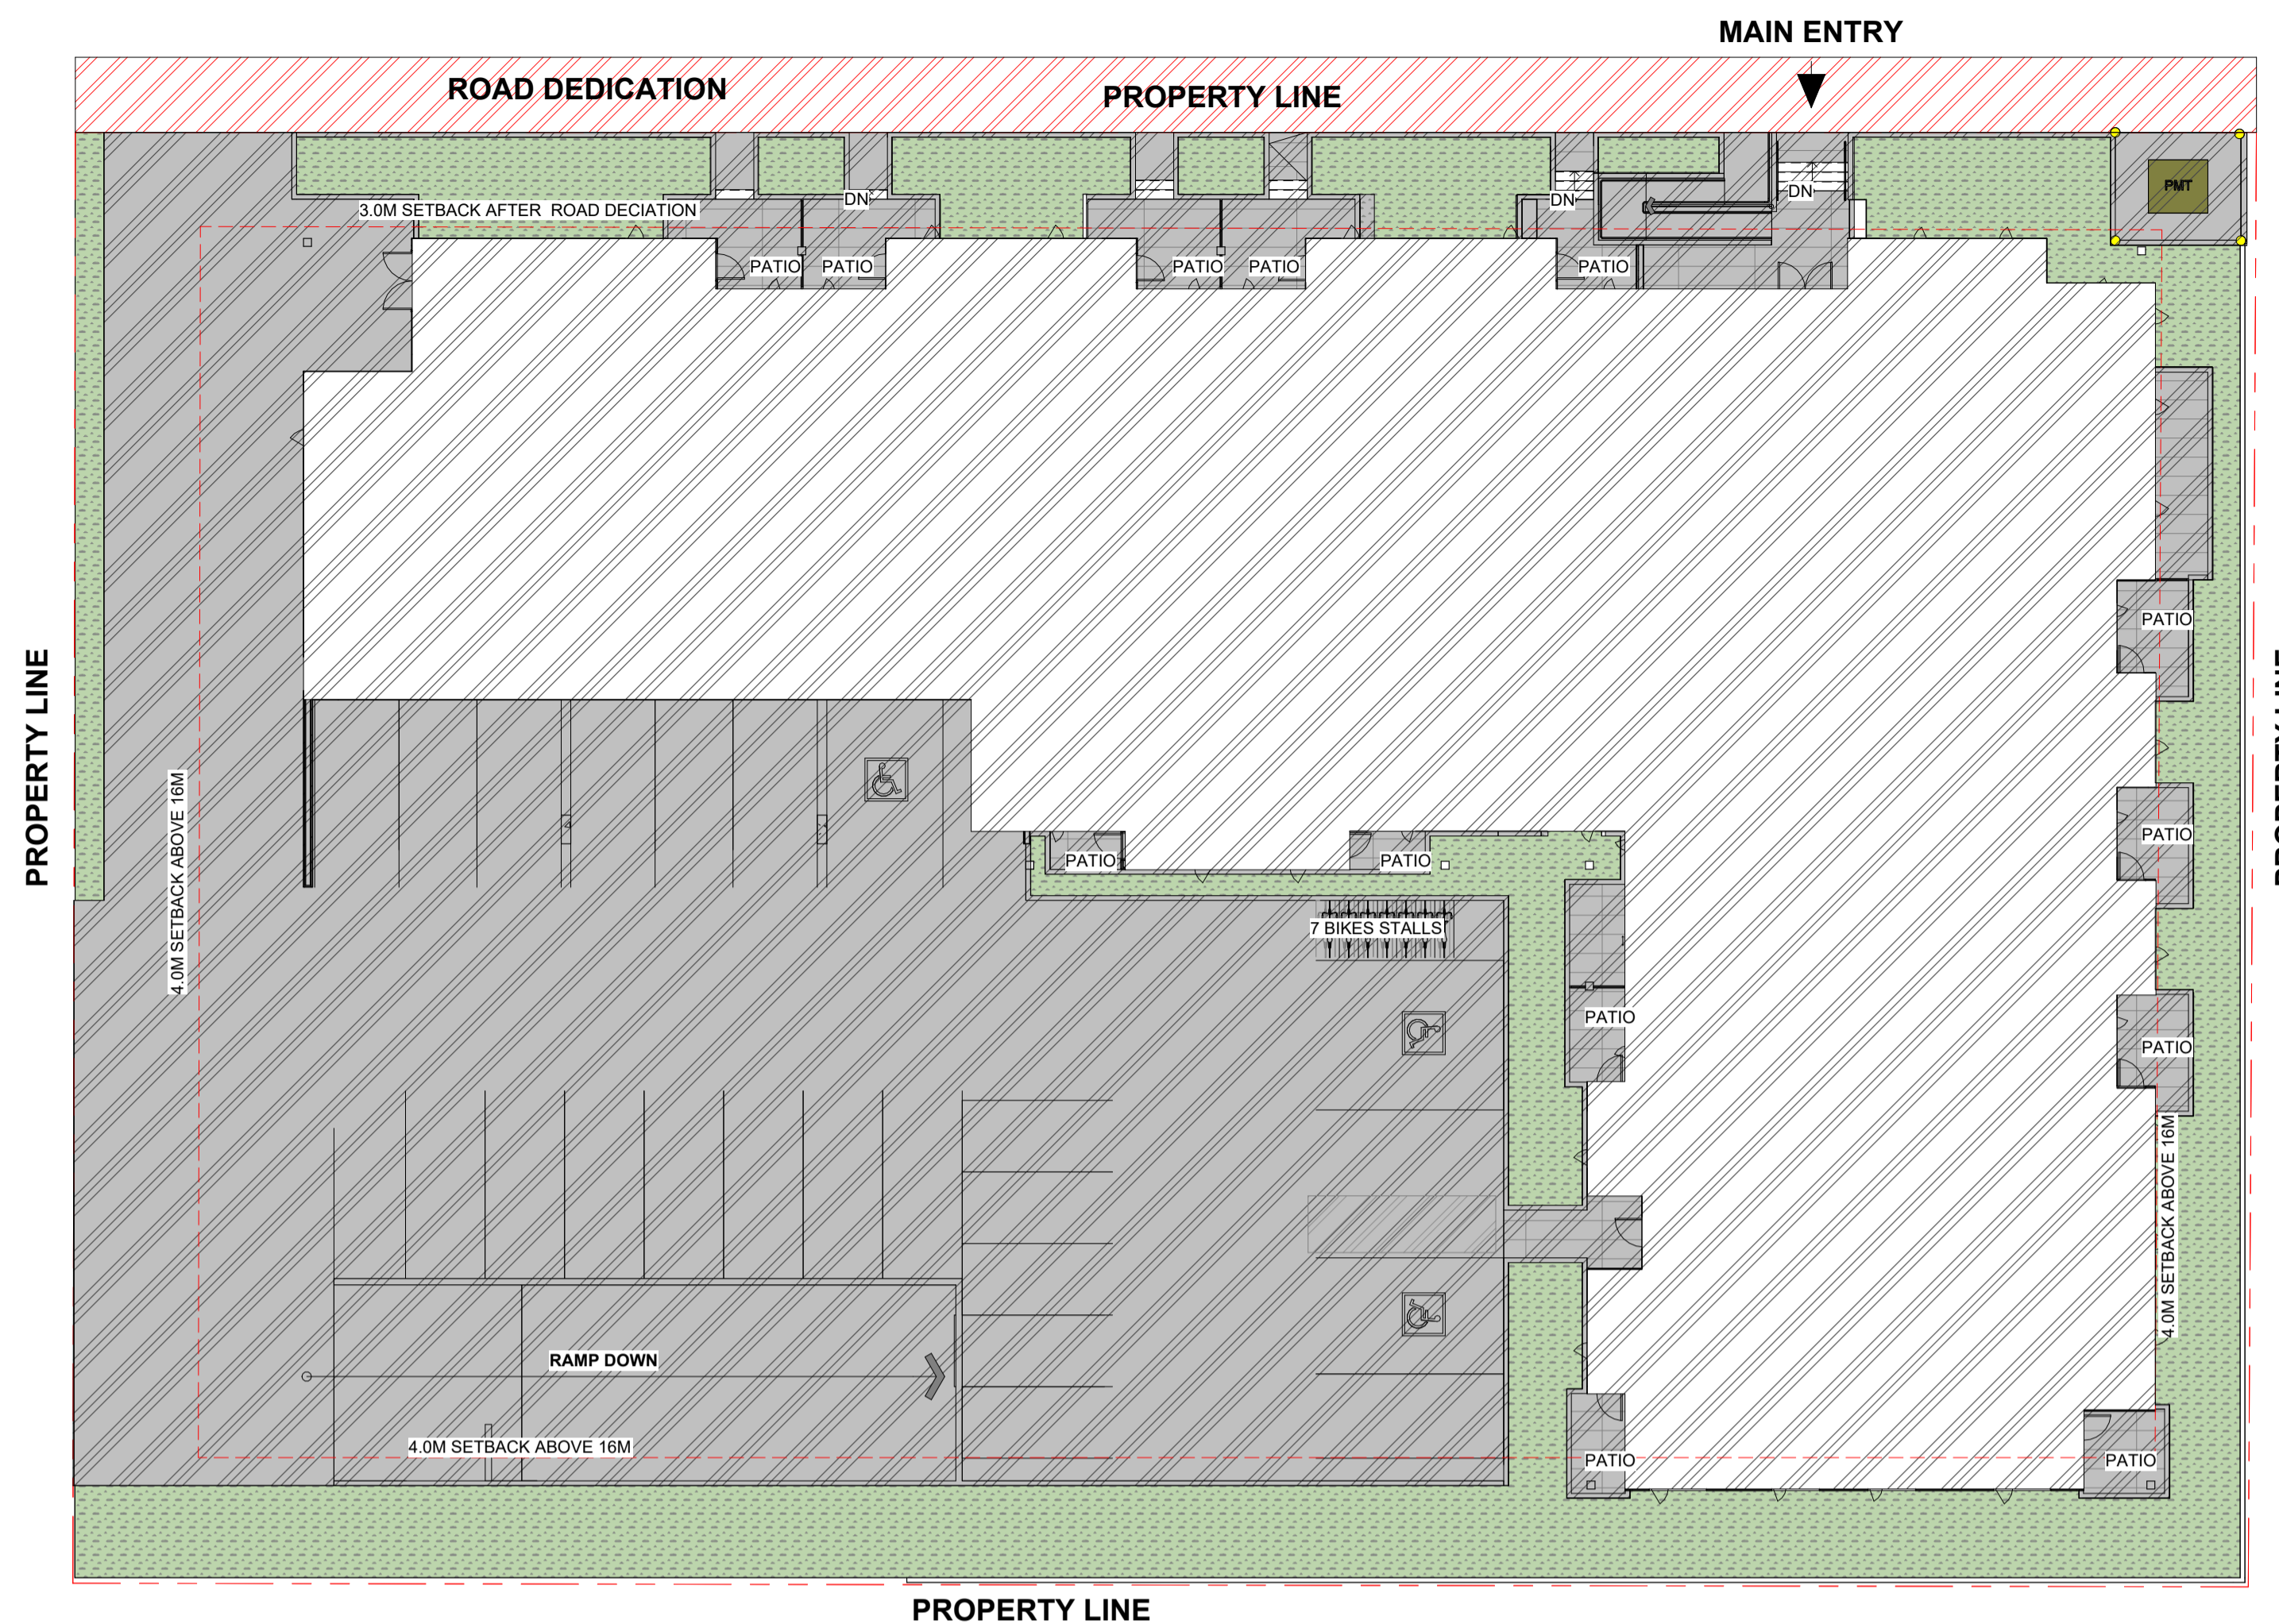 MAIN ENTRY
ROAD DEDICATION
PROPERTY LINE
PMT
DN
DN
DN
3.0M SETBACK AFTER  ROAD DECIATION
PATIO
PATIO
PATIO
PATIO
PATIO
PATIO
PROPERTY LINE
PROPERTY LINE
4.0M SETBACK ABOVE 16M
PATIO
PATIO
PATIO
7 BIKES STALLS
PATIO
PATIO
4.0M SETBACK ABOVE 16M
RAMP DOWN
4.0M SETBACK ABOVE 16M
PATIO
PATIO
PROPERTY LINE